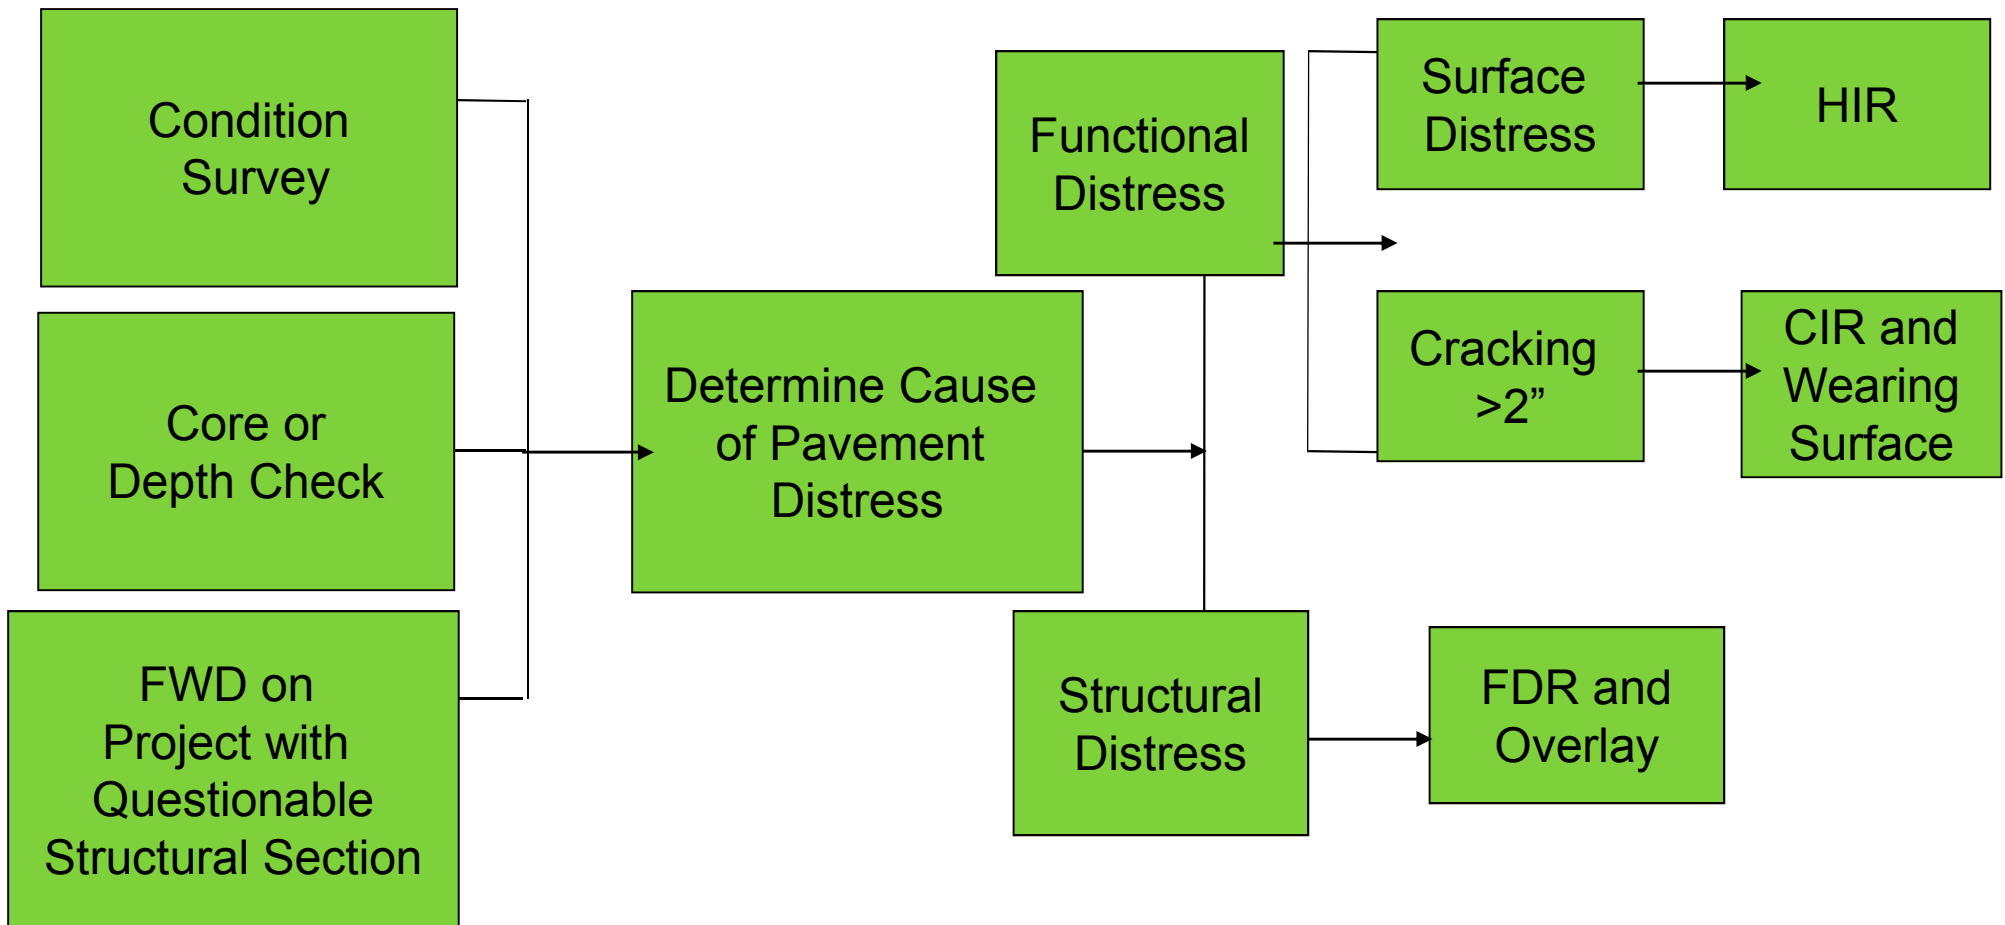 Condition
Survey
Core or
Depth Check
FWD on
Project with
Questionable
Structural Section
Determine Cause
of Pavement
Distress
Functional
Distress
Structural
Distress
Surface
Distress
HIR
Cracking
>2”
CIR and
Wearing
Surface
FDR and
Overlay